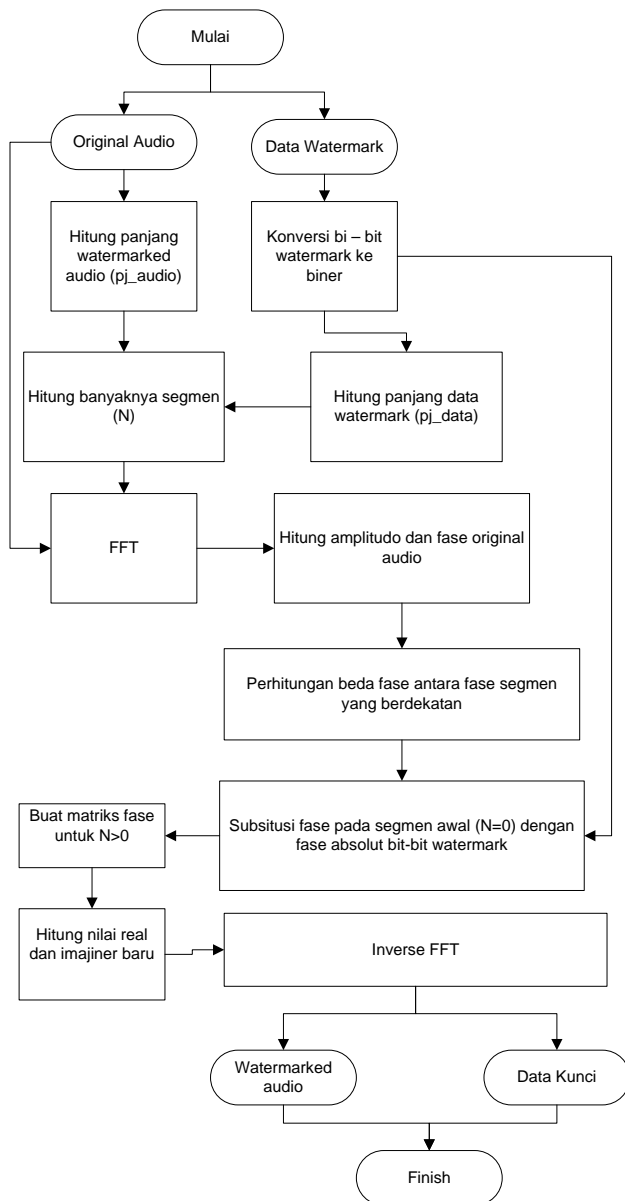 Mulai
Original Audio
Data Watermark
Hitung panjang
watermarked
audio (pj_audio)
Konversi bi – bit
watermark ke
biner
Hitung banyaknya segmen
(N)
Hitung panjang data
watermark (pj_data)
FFT
Hitung amplitudo dan fase original
audio
Perhitungan beda fase antara fase segmen
yang berdekatan
Buat matriks fase
untuk N>0
Subsitusi fase pada segmen awal (N=0) dengan
fase absolut bit-bit watermark
Hitung nilai real
dan imajiner baru
Inverse FFT
Watermarked
audio
Data Kunci
Finish